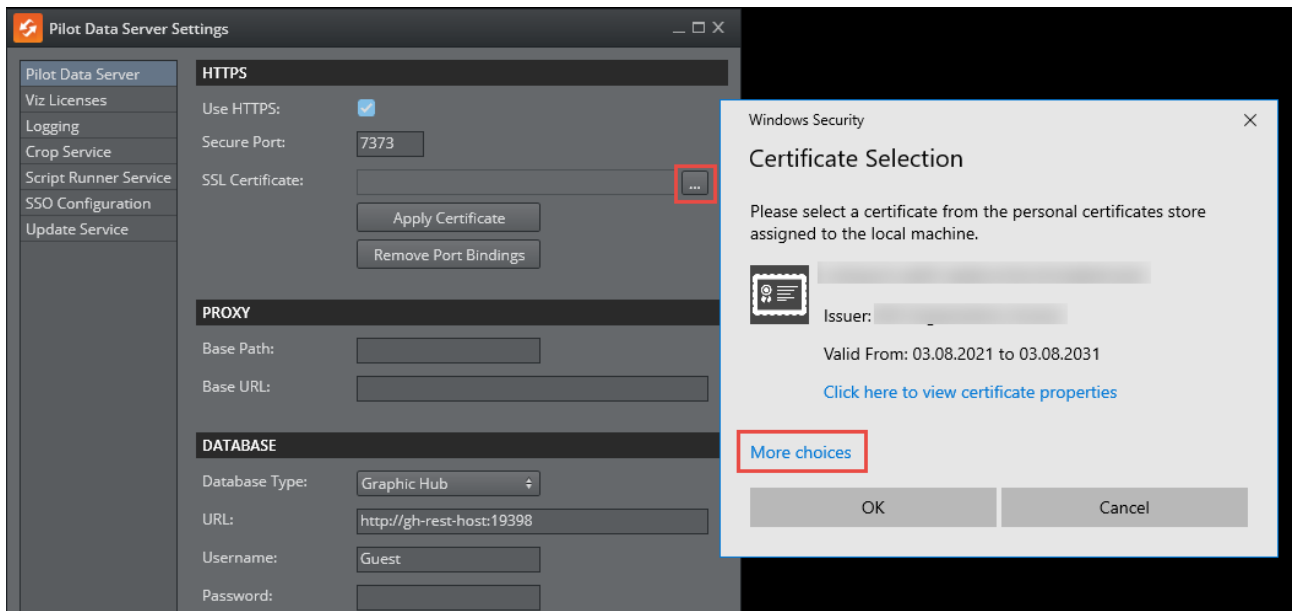 Pilot Data Server Settings
Pilot Data Server
Viz Licenses
Logging
Crop Service
Script Runner Service
SSO Configuration
Update Service
HTTPS
Use HTTPS:
Secure Port: 7373
SSL Certificate: ...
Apply Certificate
Remove Port Bindings
PROXY
Base Path:
Base URL:
DATABASE
Database Type: Graphic Hub
URL: http://gh-rest-host:19398
Username: Guest
Password:
Windows Security
Certificate Selection
Please select a certificate from the personal certificates store
assigned to the local machine.
Issuer:
Valid From: 03.08.2021 to 03.08.2031
Click here to view certificate properties
More choices
OK Cancel